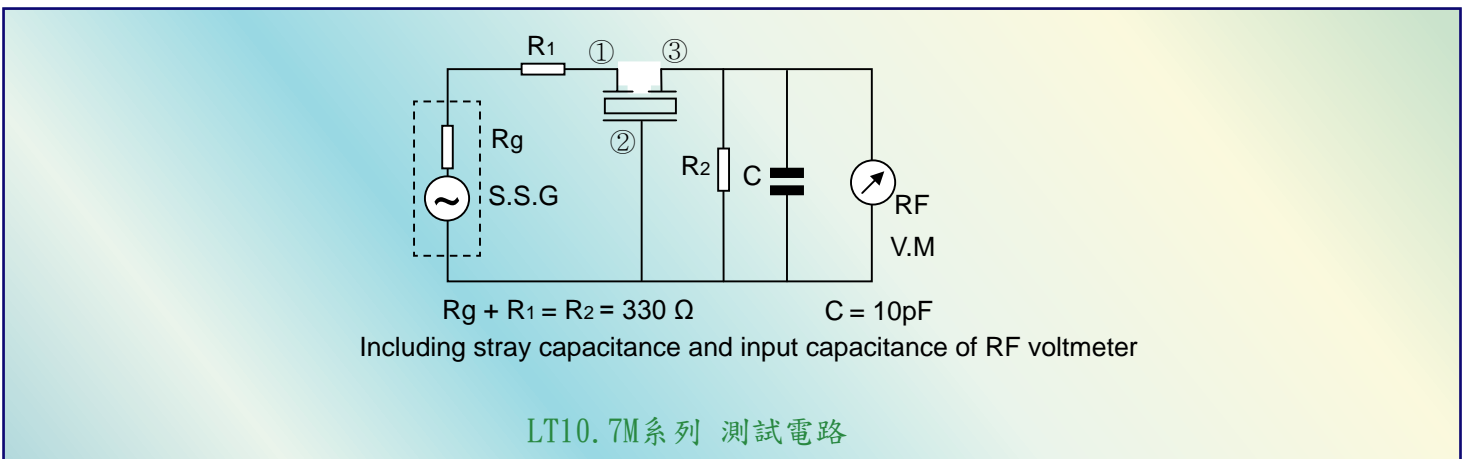 R1
① ③
Rg
②
R2 C
S.S.G
RF
V.M
Rg + R1 = R2 = 330 Ω C = 10pF
Including stray capacitance and input capacitance of RF voltmeter
LT10.7M系列 測試電路